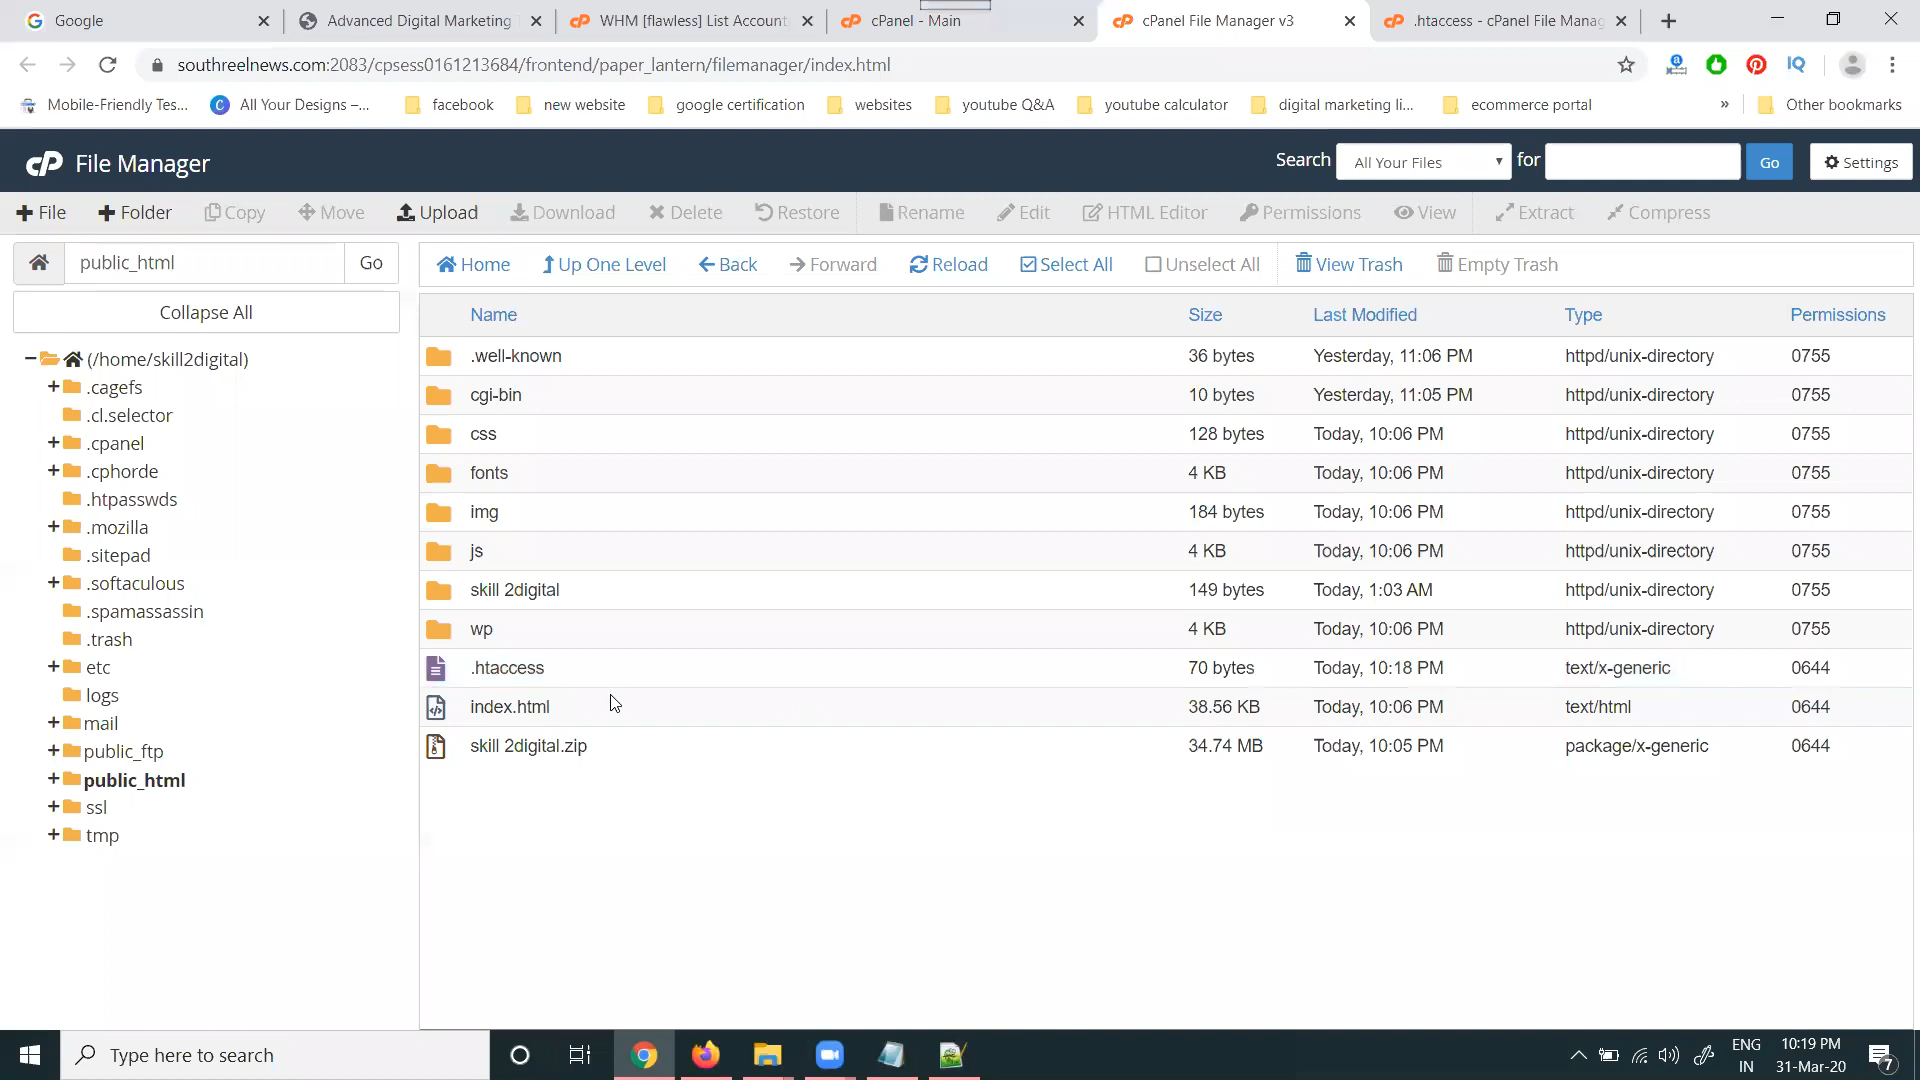 Google
Advanced Digital Marketing
WHM [flawless] List Account
cPanel - Main
cPanel File Manager v3
.htaccess - cPanel File Manag
southreelnews.com:2083/cpsess0161213684/frontend/paper_lantern/filemanager/index.html
Mobile-Friendly Tes...
All Your Designs –...
facebook
new website
google certification
websites
youtube Q&A
youtube calculator
digital marketing li...
ecommerce portal
»
Other bookmarks
cP File Manager
Search
All Your Files
for
Go
Settings
File
Folder
Copy
Move
Upload
Download
Delete
Restore
Rename
Edit
HTML Editor
Permissions
View
Extract
Compress
public_html
Go
Home
Up One Level
Back
Forward
Reload
Select All
Unselect All
View Trash
Empty Trash
Collapse All
(/home/skill2digital)
.cagefs
.cl.selector
.cpanel
.cphorde
.htpasswds
.mozilla
.sitepad
.softaculous
.spamassassin
.trash
etc
logs
mail
public_ftp
public_html
ssl
tmp
Name Size Last Modified Type Permissions
.well-known 36 bytes Yesterday, 11:06 PM httpd/unix-directory 0755
cgi-bin 10 bytes Yesterday, 11:05 PM httpd/unix-directory 0755
css 128 bytes Today, 10:06 PM httpd/unix-directory 0755
fonts 4 KB Today, 10:06 PM httpd/unix-directory 0755
img 184 bytes Today, 10:06 PM httpd/unix-directory 0755
js 4 KB Today, 10:06 PM httpd/unix-directory 0755
skill 2digital 149 bytes Today, 1:03 AM httpd/unix-directory 0755
wp 4 KB Today, 10:06 PM httpd/unix-directory 0755
.htaccess 70 bytes Today, 10:18 PM text/x-generic 0644
index.html 38.56 KB Today, 10:06 PM text/html 0644
skill 2digital.zip 34.74 MB Today, 10:05 PM package/x-generic 0644
Type here to search
ENG
IN
10:19 PM
31-Mar-20
7